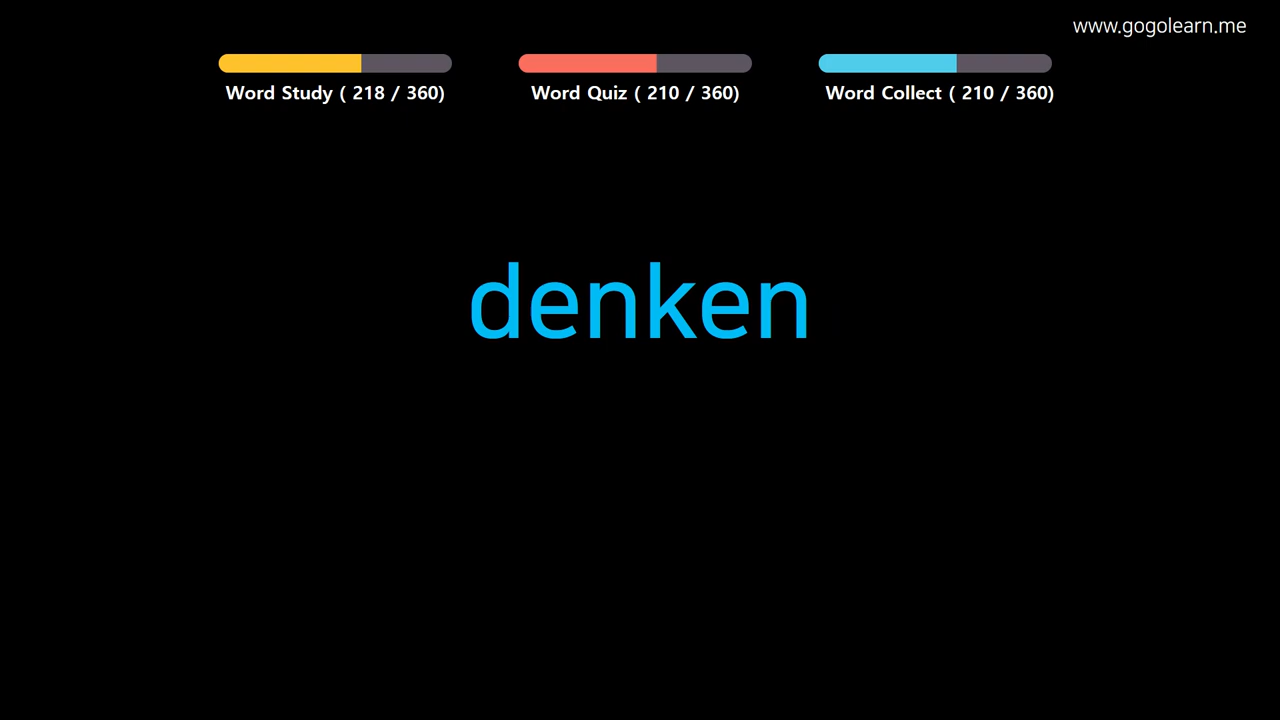 www.gogolearn.me
Word Study ( 218 / 360)
Word Quiz ( 210 / 360)
Word Collect ( 210 / 360)
denken